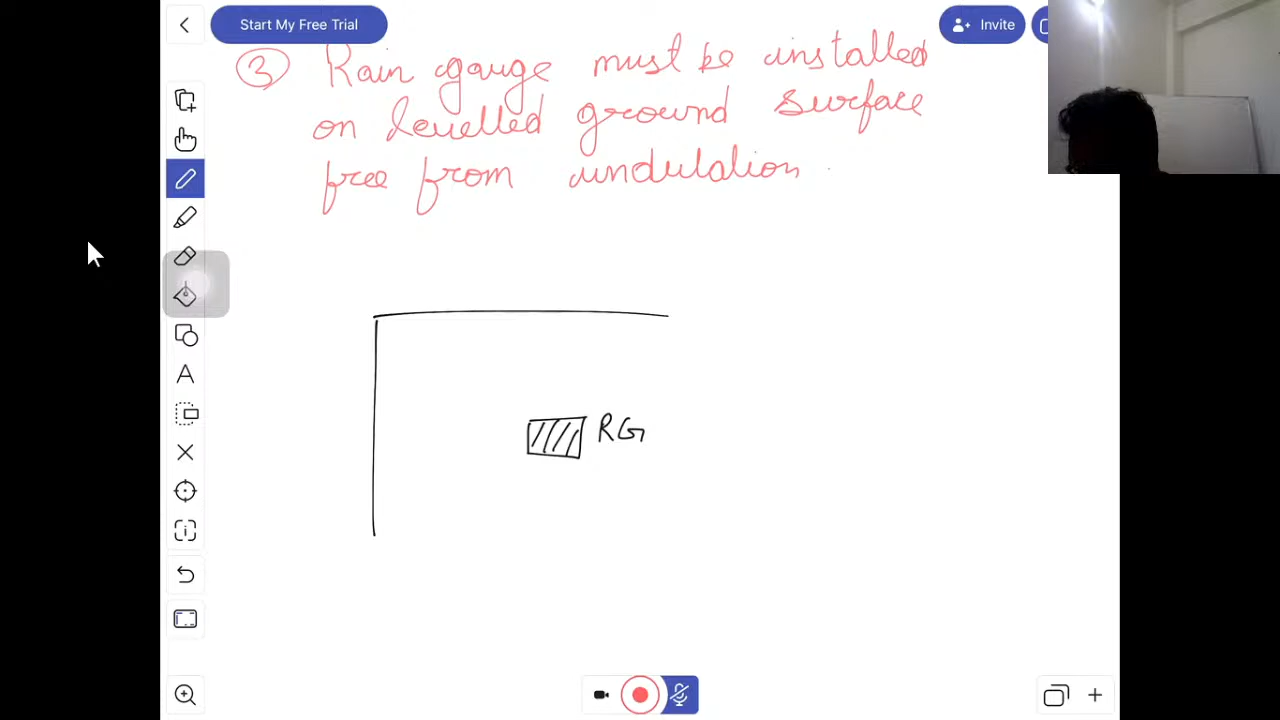 Start My Free Trial
Invite
③ Rain gauge must be installed
on levelled ground surface
free from undulation
RG